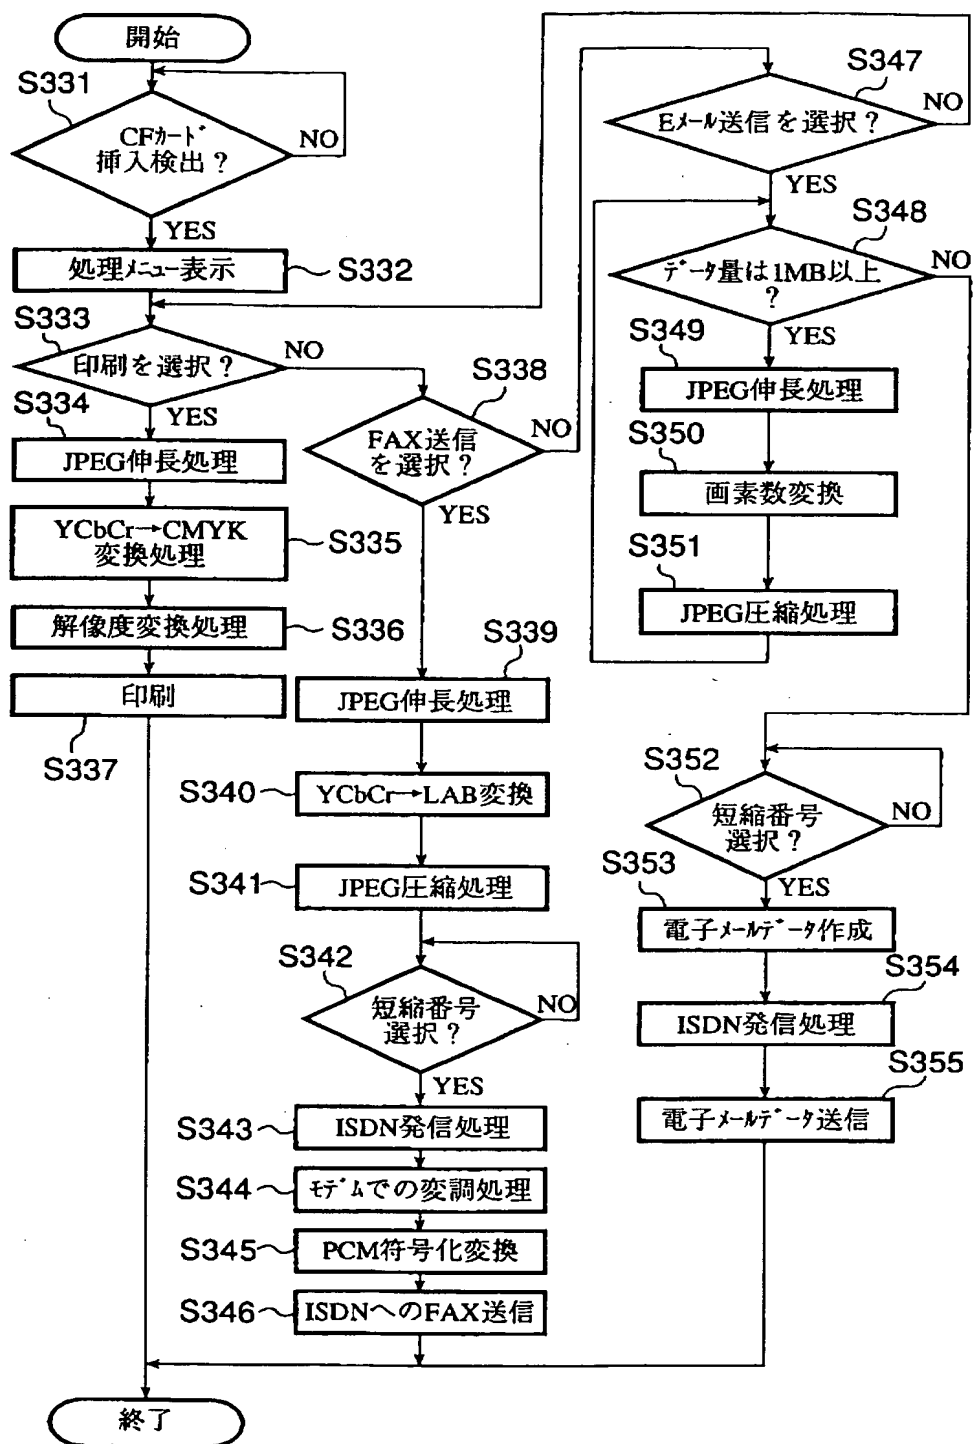 開始
S331
CFカード
挿入検出？
NO
YES
処理メニュー表示
S332
S333
印刷を選択？
NO
YES
S334
JPEG伸長処理
YCbCr→CMYK
変換処理
S335
解像度変換処理
S336
印刷
S337
S338
FAX送信
を選択？
NO
YES
S339
JPEG伸長処理
S340
YCbCr→LAB変換
S341
JPEG圧縮処理
S342
短縮番号
選択？
NO
YES
S343
ISDN発信処理
S344
モデムでの変調処理
S345
PCM符号化変換
S346
ISDNへのFAX送信
S347
Eメール送信を選択？
NO
YES
S348
データ量は1MB以上
？
NO
YES
S349
JPEG伸長処理
S350
画素数変換
S351
JPEG圧縮処理
S352
短縮番号
選択？
NO
YES
S353
電子メールデータ作成
S354
ISDN発信処理
S355
電子メールデータ送信
終了